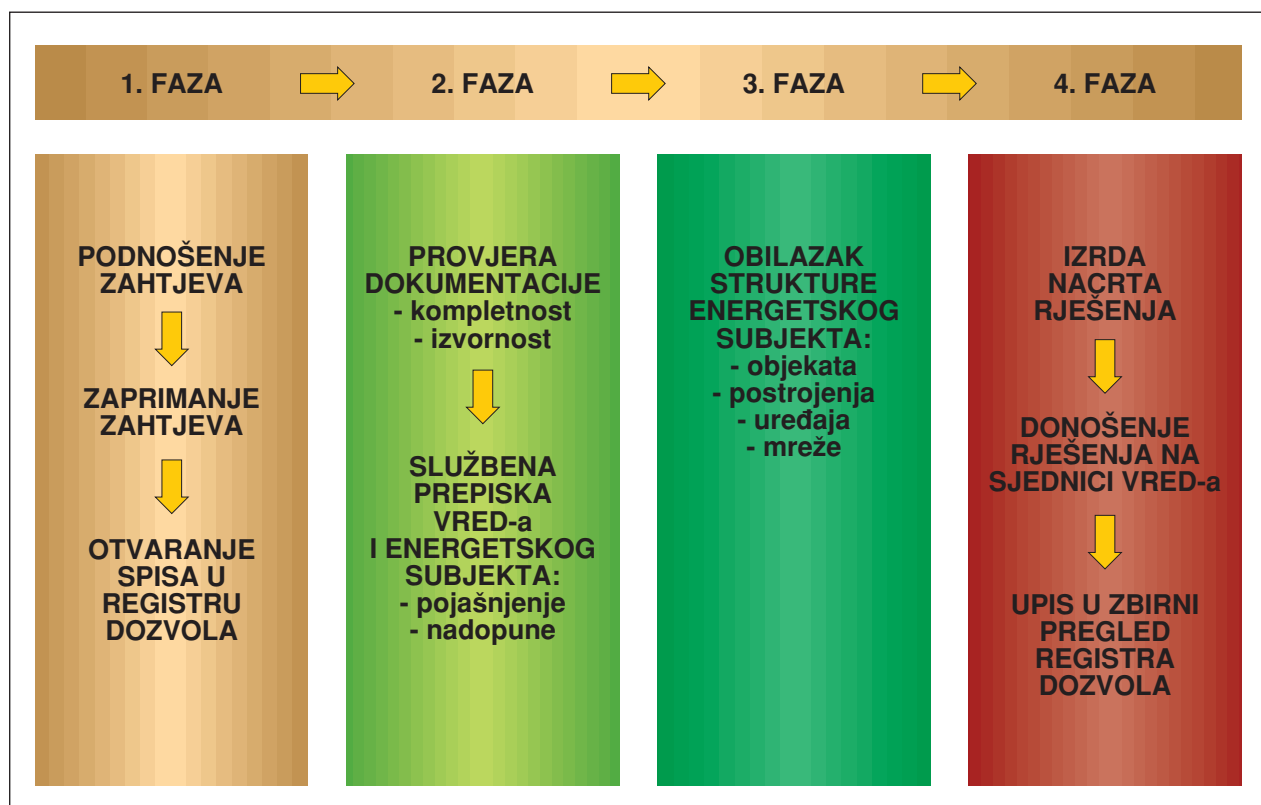 1. FAZA
2. FAZA
3. FAZA
4. FAZA
PODNOŠENJE
ZAHTJEVA
ZAPRIMANJE
ZAHTJEVA
OTVARANJE
SPISA U
REGISTRU
DOZVOLA
PROVJERA
DOKUMENTACIJE
- kompletnost
- izvornost
SLUŽBENA
PREPISKA
VRED-a
I ENERGETSKOG
SUBJEKTA:
- pojašnjenje
- nadopune
OBILAZAK
STRUKTURE
ENERGETSKOG
SUBJEKTA:
- objekata
- postrojenja
- uređaja
- mreže
IZRDA
NACRTA
RJEŠENJA
DONOŠENJE
RJEŠENJA NA
SJEDNICI VRED-a
UPIS U ZBIRNI
PREGLED
REGISTRA
DOZVOLA